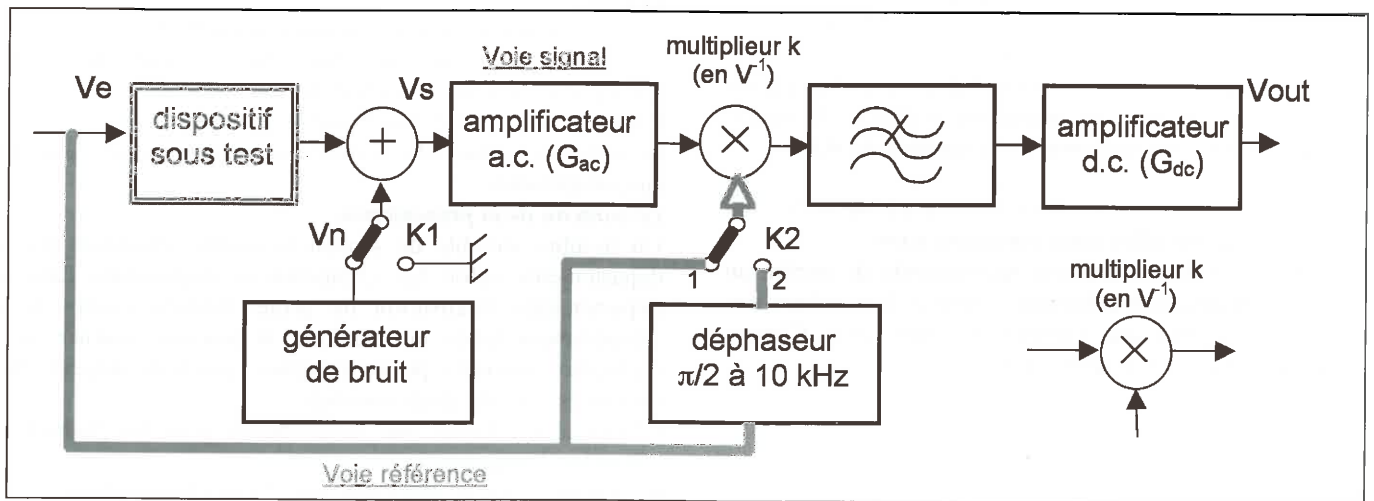 Voie signal
multiplieur k
(en V⁻¹)
Ve
Vs
Vout
dispositif
sous test
+
amplificateur
a.c. (Gac)
×
amplificateur
d.c. (Gdc)
Vn
K1
K2
1
2
multiplieur k
(en V⁻¹)
×
générateur
de bruit
déphaseur
π/2 à 10 kHz
Voie référence